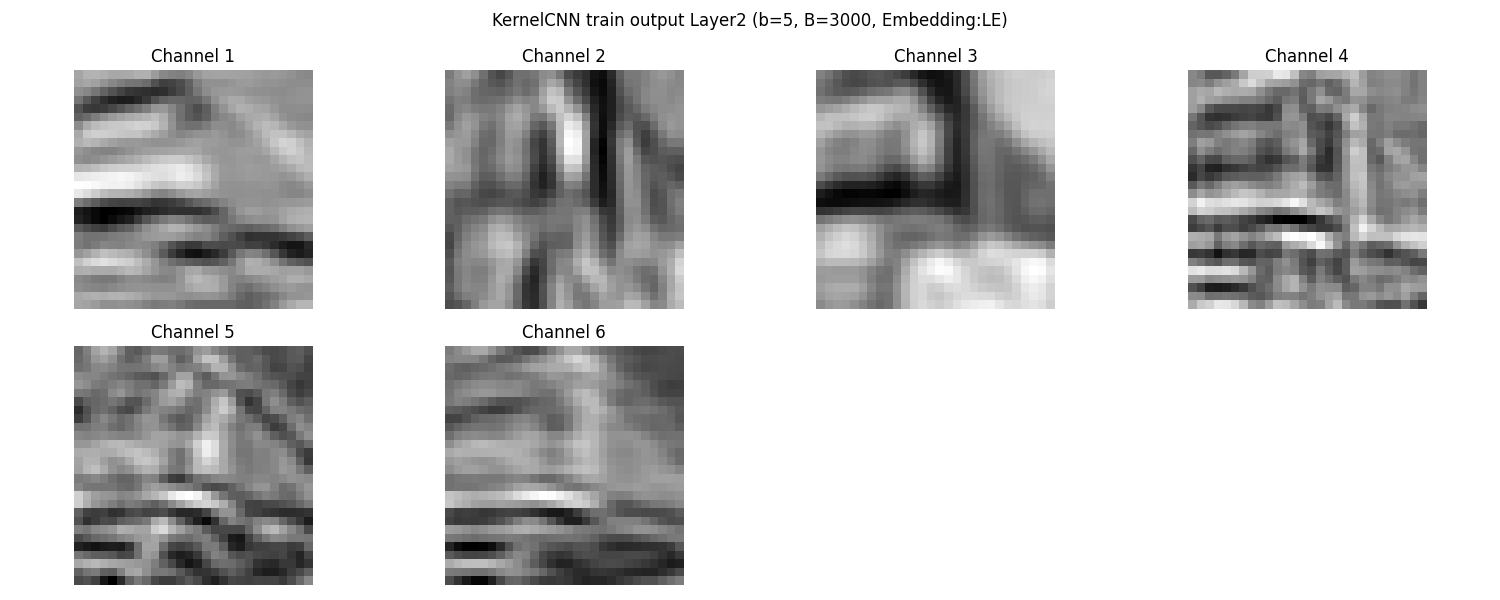 KernelCNN train output Layer2 (b=5, B=3000, Embedding:LE)
Channel 1
Channel 2
Channel 3
Channel 4
Channel 5
Channel 6